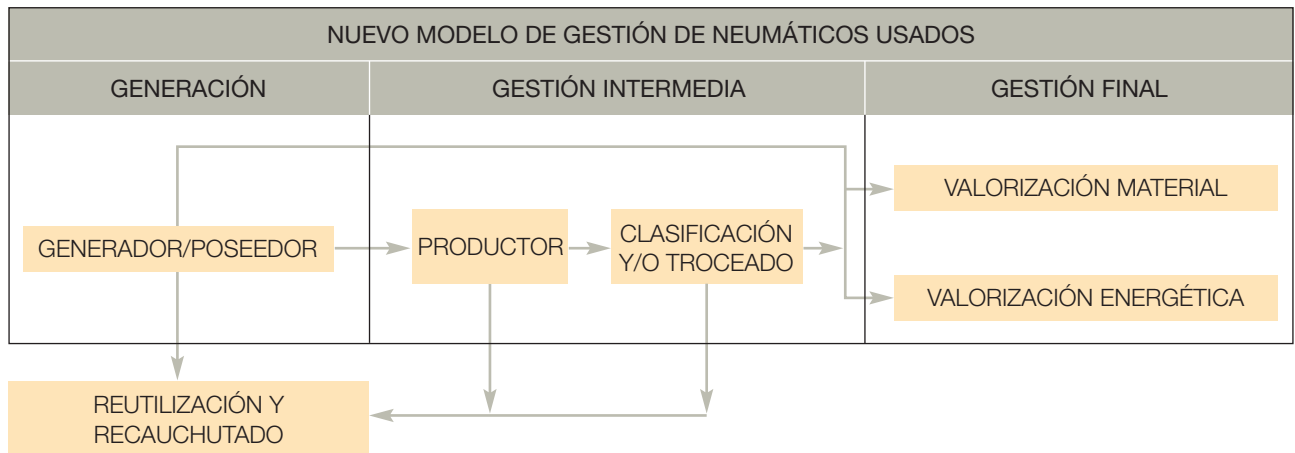 NUEVO MODELO DE GESTIÓN DE NEUMÁTICOS USADOS
GENERACIÓN
GESTIÓN INTERMEDIA
GESTIÓN FINAL
GENERADOR/POSEEDOR
PRODUCTOR
CLASIFICACIÓN
Y/O TROCEADO
VALORIZACIÓN MATERIAL
VALORIZACIÓN ENERGÉTICA
REUTILIZACIÓN Y
RECAUCHUTADO